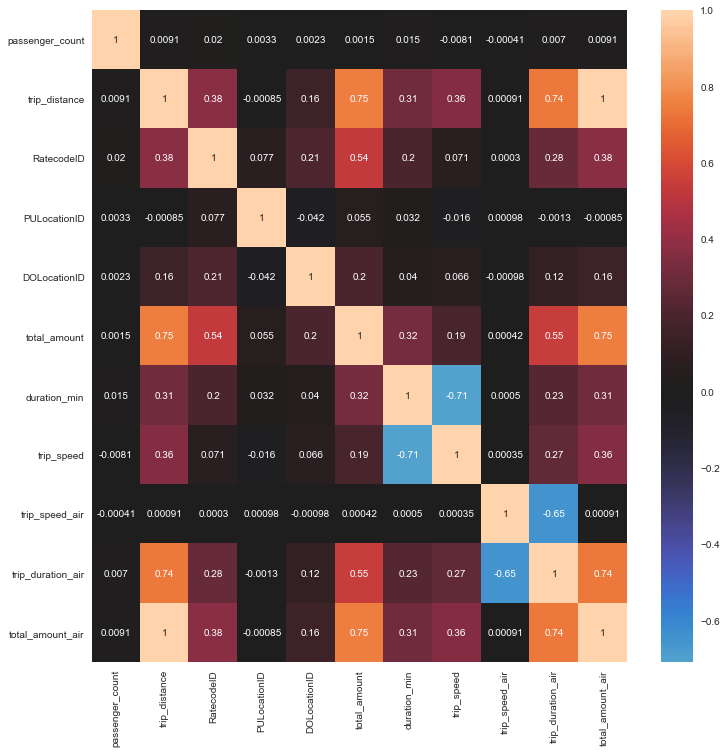 passenger_count 1 0.0091 0.02 0.0033 0.0023 0.0015 0.015 -0.0081 -0.00041 0.007 0.0091
trip_distance 0.0091 1 0.38 -0.00085 0.16 0.75 0.31 0.36 0.00091 0.74 1
RatecodeID 0.02 0.38 1 0.077 0.21 0.54 0.2 0.071 0.0003 0.28 0.38
PULocationID 0.0033 -0.00085 0.077 1 -0.042 0.055 0.032 -0.016 0.00098 -0.0013 -0.00085
DOLocationID 0.0023 0.16 0.21 -0.042 1 0.2 0.04 0.066 -0.00098 0.12 0.16
total_amount 0.0015 0.75 0.54 0.055 0.2 1 0.32 0.19 0.00042 0.55 0.75
duration_min 0.015 0.31 0.2 0.032 0.04 0.32 1 -0.71 0.0005 0.23 0.31
trip_speed -0.0081 0.36 0.071 -0.016 0.066 0.19 -0.71 1 0.00035 0.27 0.36
trip_speed_air -0.00041 0.00091 0.0003 0.00098 -0.00098 0.00042 0.0005 0.00035 1 -0.65 0.00091
trip_duration_air 0.007 0.74 0.28 -0.0013 0.12 0.55 0.23 0.27 -0.65 1 0.74
total_amount_air 0.0091 1 0.38 -0.00085 0.16 0.75 0.31 0.36 0.00091 0.74 1
passenger_count
trip_distance
RatecodeID
PULocationID
DOLocationID
total_amount
duration_min
trip_speed
trip_speed_air
trip_duration_air
total_amount_air
1.0
0.8
0.6
0.4
0.2
0.0
−0.2
−0.4
−0.6